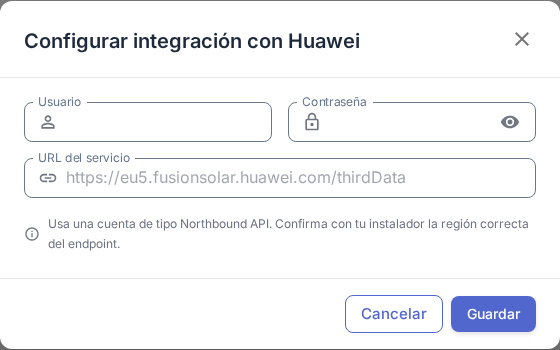 Configurar integración con Huawei
Usuario
Contraseña
URL del servicio
https://eu5.fusionsolar.huawei.com/thirdData
Usa una cuenta de tipo Northbound API. Confirma con tu instalador la región correcta
del endpoint.
Cancelar
Guardar